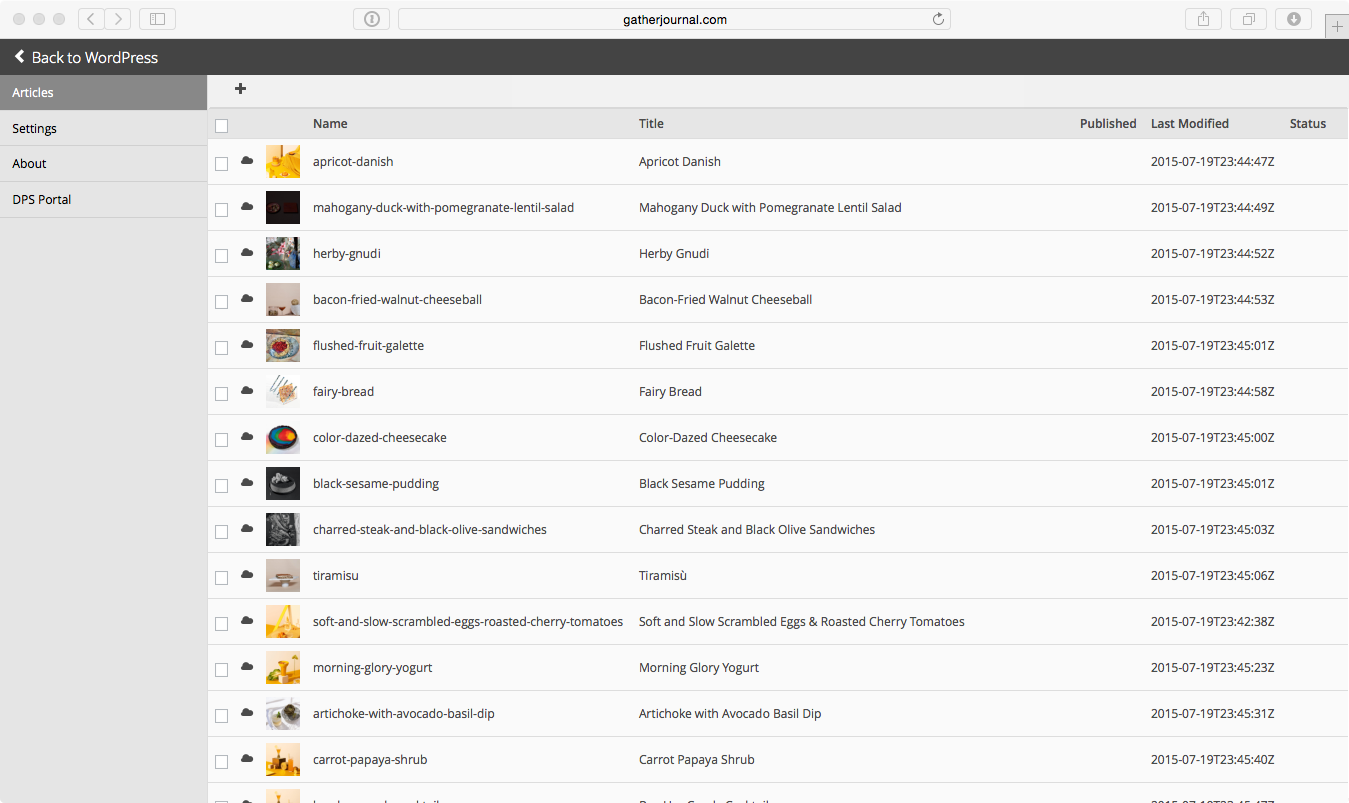 gatherjournal.com
Back to WordPress
Articles
Settings
About
DPS Portal
Name Title Published Last Modified Status
apricot-danish Apricot Danish 2015-07-19T23:44:47Z
mahogany-duck-with-pomegranate-lentil-salad Mahogany Duck with Pomegranate Lentil Salad 2015-07-19T23:44:49Z
herby-gnudi Herby Gnudi 2015-07-19T23:44:52Z
bacon-fried-walnut-cheeseball Bacon-Fried Walnut Cheeseball 2015-07-19T23:44:53Z
flushed-fruit-galette Flushed Fruit Galette 2015-07-19T23:45:01Z
fairy-bread Fairy Bread 2015-07-19T23:44:58Z
color-dazed-cheesecake Color-Dazed Cheesecake 2015-07-19T23:45:00Z
black-sesame-pudding Black Sesame Pudding 2015-07-19T23:45:01Z
charred-steak-and-black-olive-sandwiches Charred Steak and Black Olive Sandwiches 2015-07-19T23:45:03Z
tiramisu Tiramisù 2015-07-19T23:45:06Z
soft-and-slow-scrambled-eggs-roasted-cherry-tomatoes Soft and Slow Scrambled Eggs & Roasted Cherry Tomatoes 2015-07-19T23:42:38Z
morning-glory-yogurt Morning Glory Yogurt 2015-07-19T23:45:23Z
artichoke-with-avocado-basil-dip Artichoke with Avocado Basil Dip 2015-07-19T23:45:31Z
carrot-papaya-shrub Carrot Papaya Shrub 2015-07-19T23:45:40Z